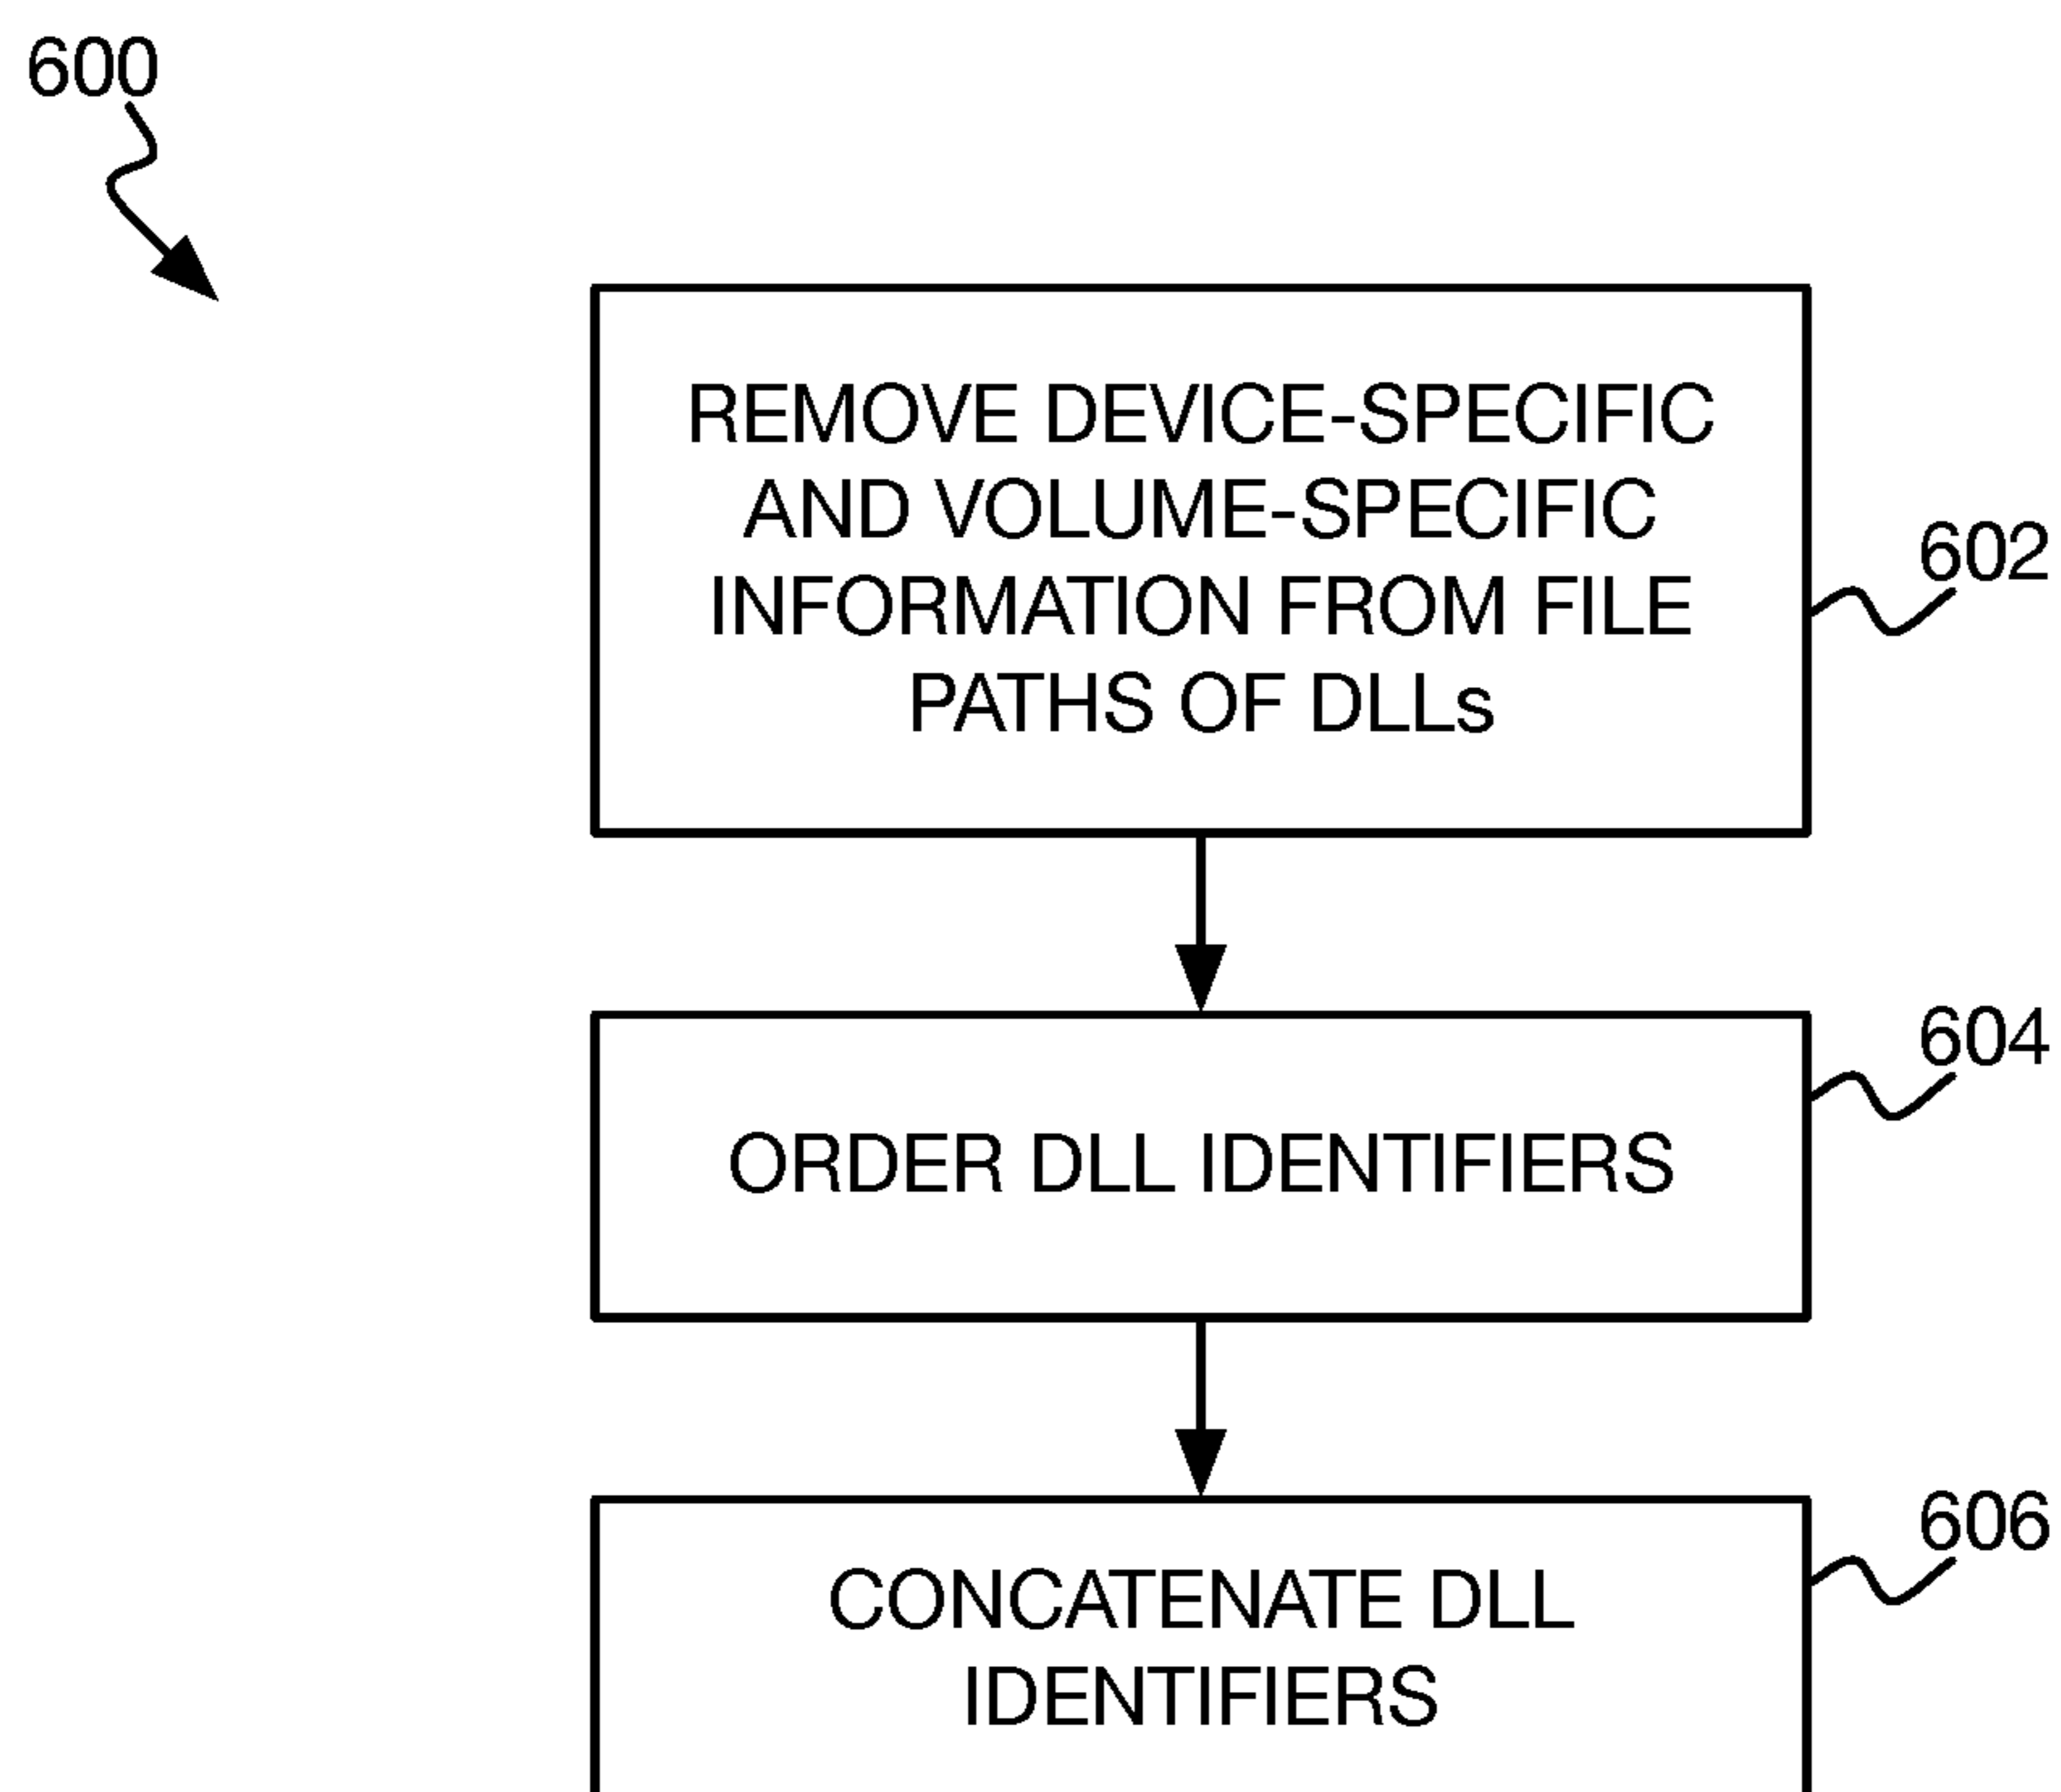 600
REMOVE DEVICE-SPECIFIC
AND VOLUME-SPECIFIC
INFORMATION FROM FILE
PATHS OF DLLs
602
604
ORDER DLL IDENTIFIERS
606
CONCATENATE DLL
IDENTIFIERS